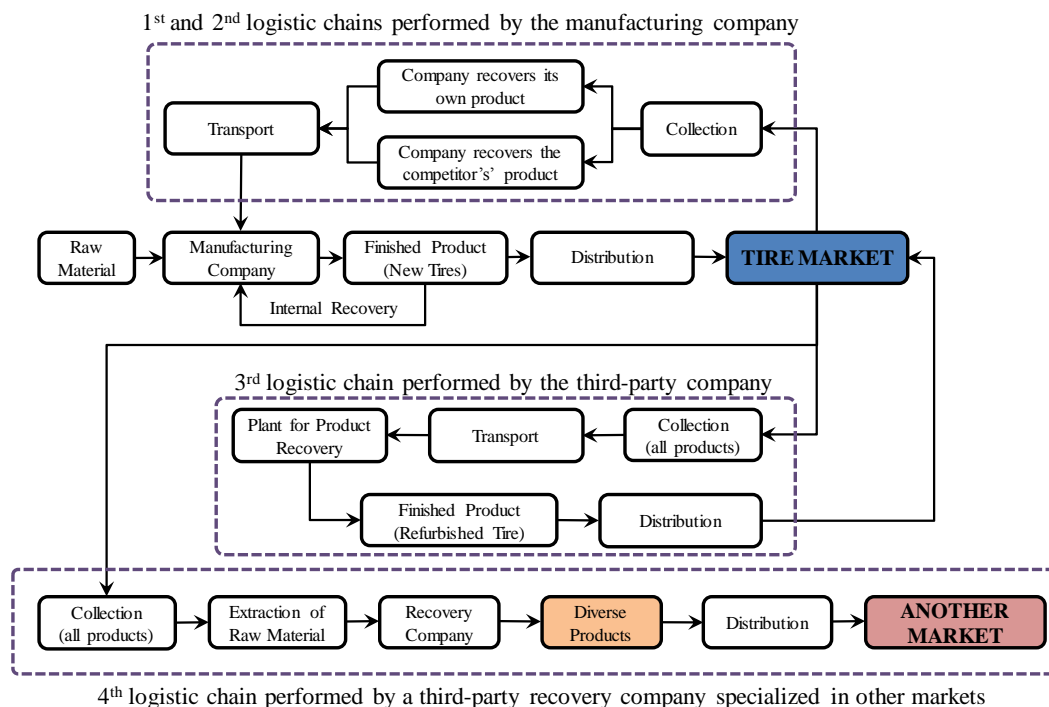 1st and 2nd logistic chains performed by the manufacturing company
Company recovers its
own product
Transport
Collection
Company recovers the
competitor's' product
Raw
Material
Manufacturing
Company
Finished Product
(New Tires)
Distribution
TIRE MARKET
Internal Recovery
3rd logistic chain performed by the third-party company
Plant for Product
Recovery
Transport
Collection
(all products)
Finished Product
(Refurbished Tire)
Distribution
Collection
(all products)
Extraction of
Raw Material
Recovery
Company
Diverse
Products
Distribution
ANOTHER
MARKET
4th logistic chain performed by a third-party recovery company specialized in other markets